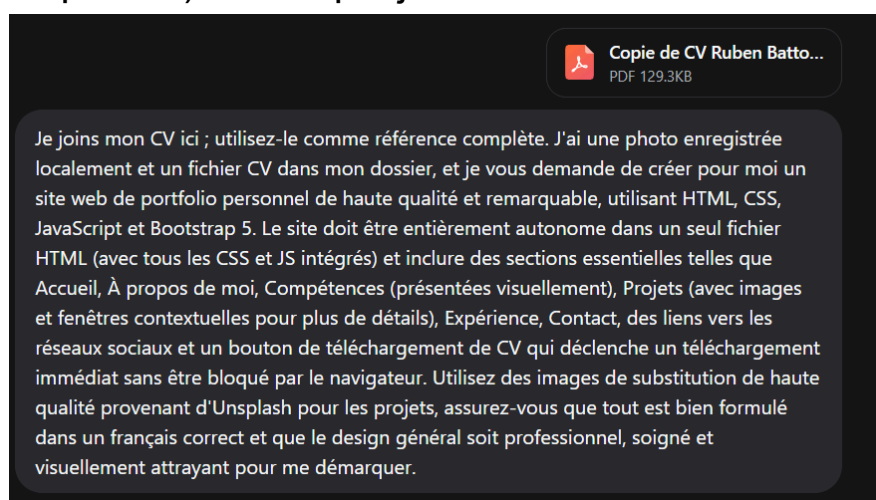 Copie de CV Ruben Batto...
PDF 129.3KB
Je joins mon CV ici ; utilisez-le comme référence complète. J'ai une photo enregistrée
localement et un fichier CV dans mon dossier, et je vous demande de créer pour moi un
site web de portfolio personnel de haute qualité et remarquable, utilisant HTML, CSS,
JavaScript et Bootstrap 5. Le site doit être entièrement autonome dans un seul fichier
HTML (avec tous les CSS et JS intégrés) et inclure des sections essentielles telles que
Accueil, À propos de moi, Compétences (présentées visuellement), Projets (avec images
et fenêtres contextuelles pour plus de détails), Expérience, Contact, des liens vers les
réseaux sociaux et un bouton de téléchargement de CV qui déclenche un téléchargement
immédiat sans être bloqué par le navigateur. Utilisez des images de substitution de haute
qualité provenant d'Unsplash pour les projets, assurez-vous que tout est bien formulé
dans un français correct et que le design général soit professionnel, soigné et
visuellement attrayant pour me démarquer.